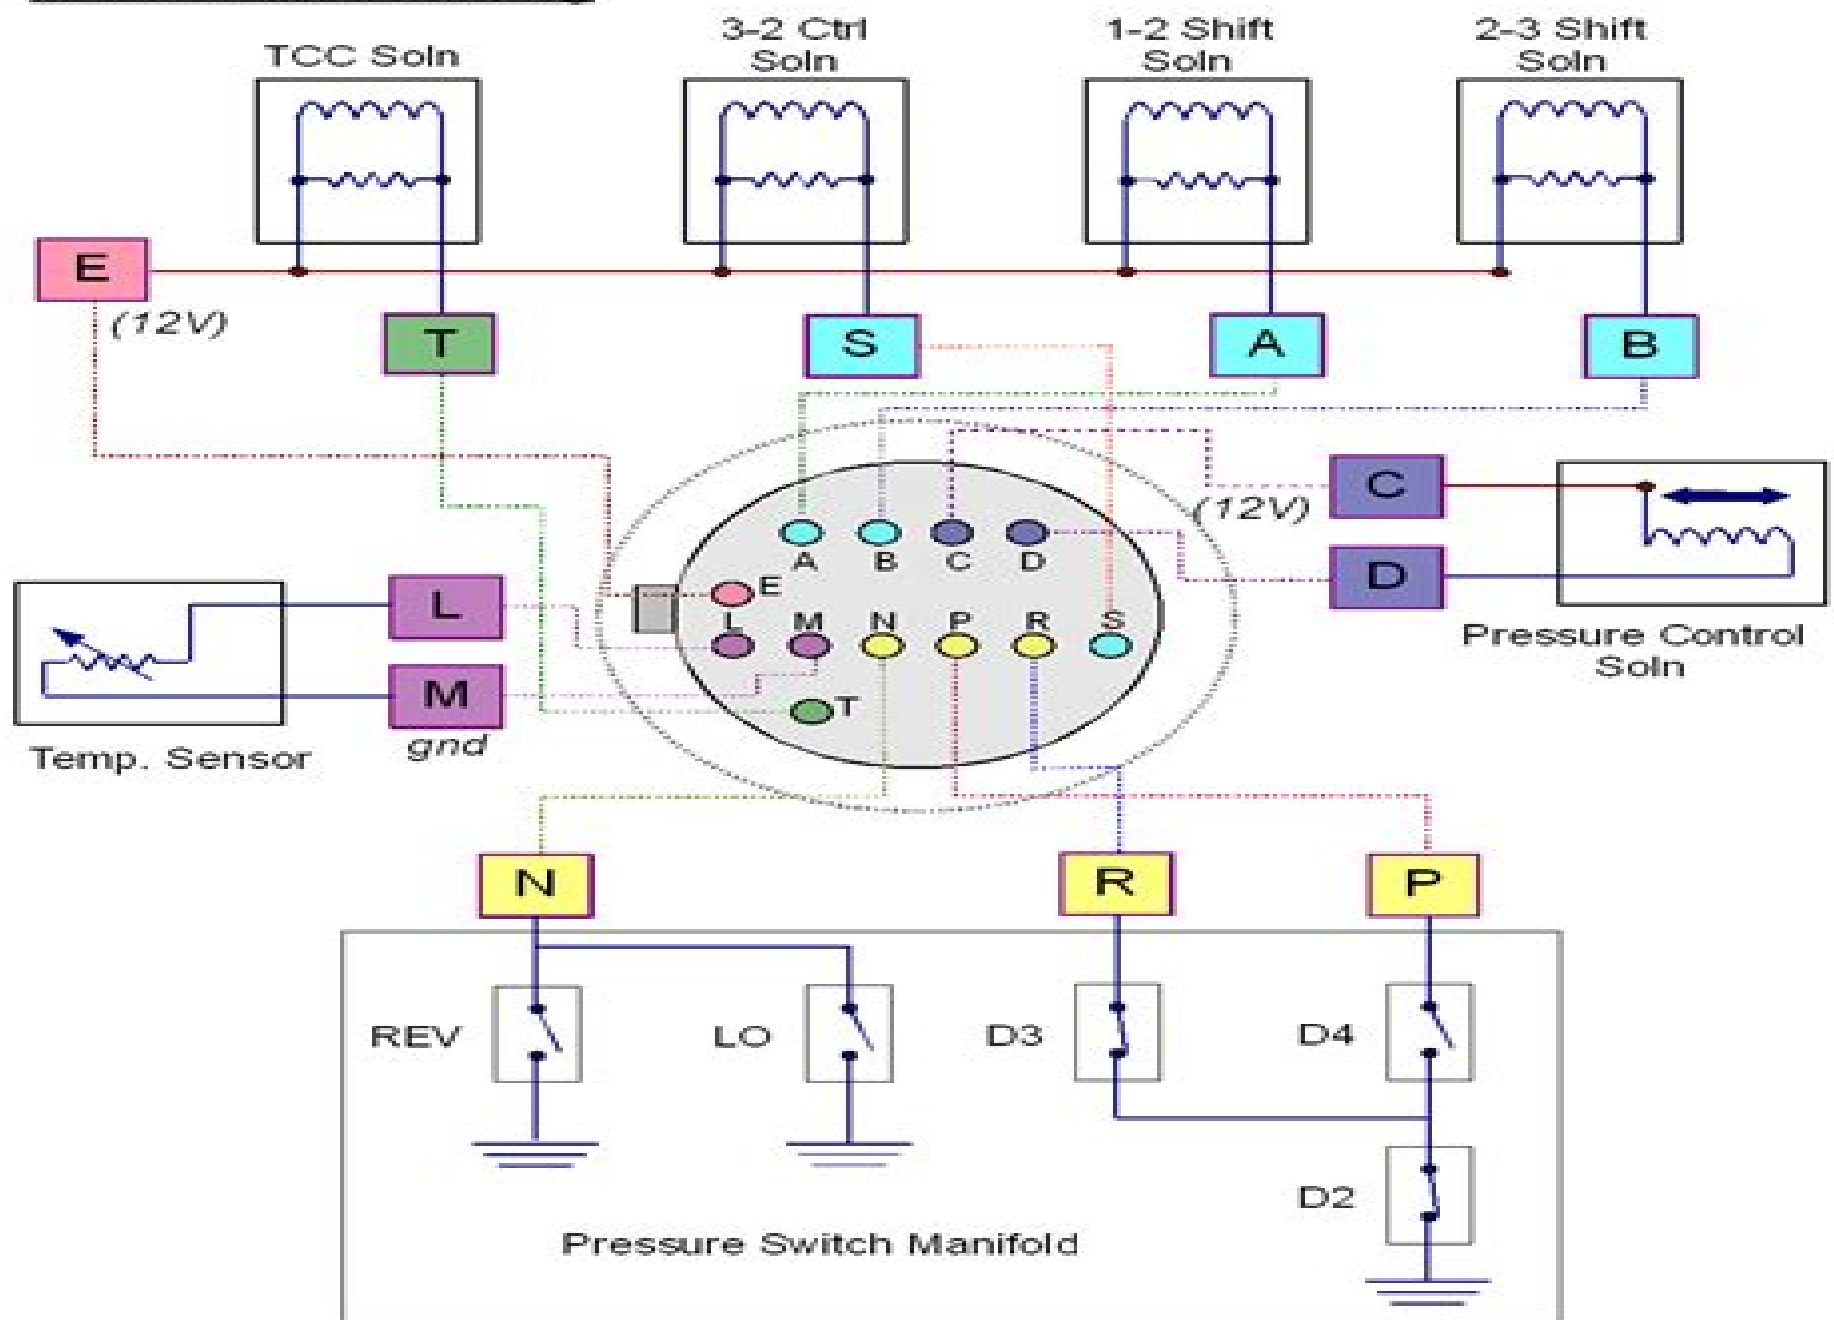 TCC Soln
3-2 Ctrl
Soln
1-2 Shift
Soln
2-3 Shift
Soln
E
(12V)
T
S
A
B
C
(12V)
D
Pressure Control
Soln
A
B
C
D
E
L
M
N
P
R
S
T
L
M
gnd
Temp. Sensor
N
R
P
REV
LO
D3
D4
D2
Pressure Switch Manifold